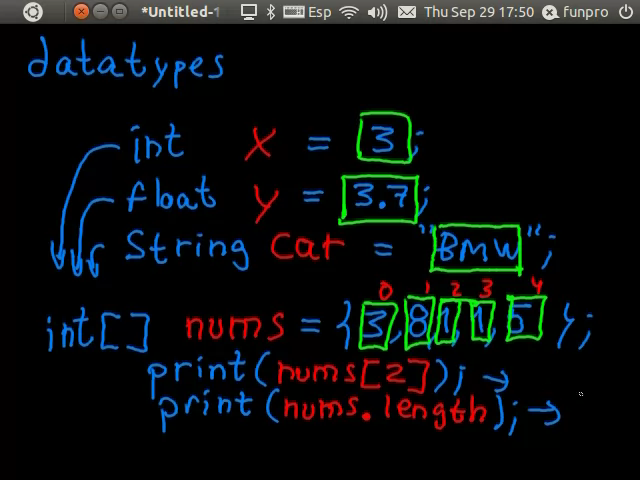 *Untitled-1 Esp Thu Sep 29 17:50 funpro
datatypes
int x = 3;
float y = 3.7;
String car = "BMW";
0 1 2 3 4
int[] nums = {3,8,1,1,5};
print(nums[2]); →
print(nums.length); →